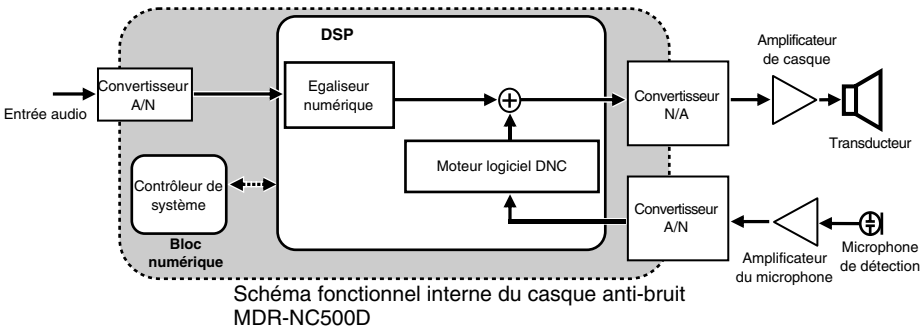 DSP
Amplificateur
de casque
Convertisseur
A/N
Egaliseur
numérique
Convertisseur
N/A
Entrée audio
Transducteur
Moteur logiciel DNC
Contrôleur de
système
Convertisseur
A/N
Bloc
numérique
Amplificateur
du microphone
Microphone
de détection
Schéma fonctionnel interne du casque anti-bruit
MDR-NC500D